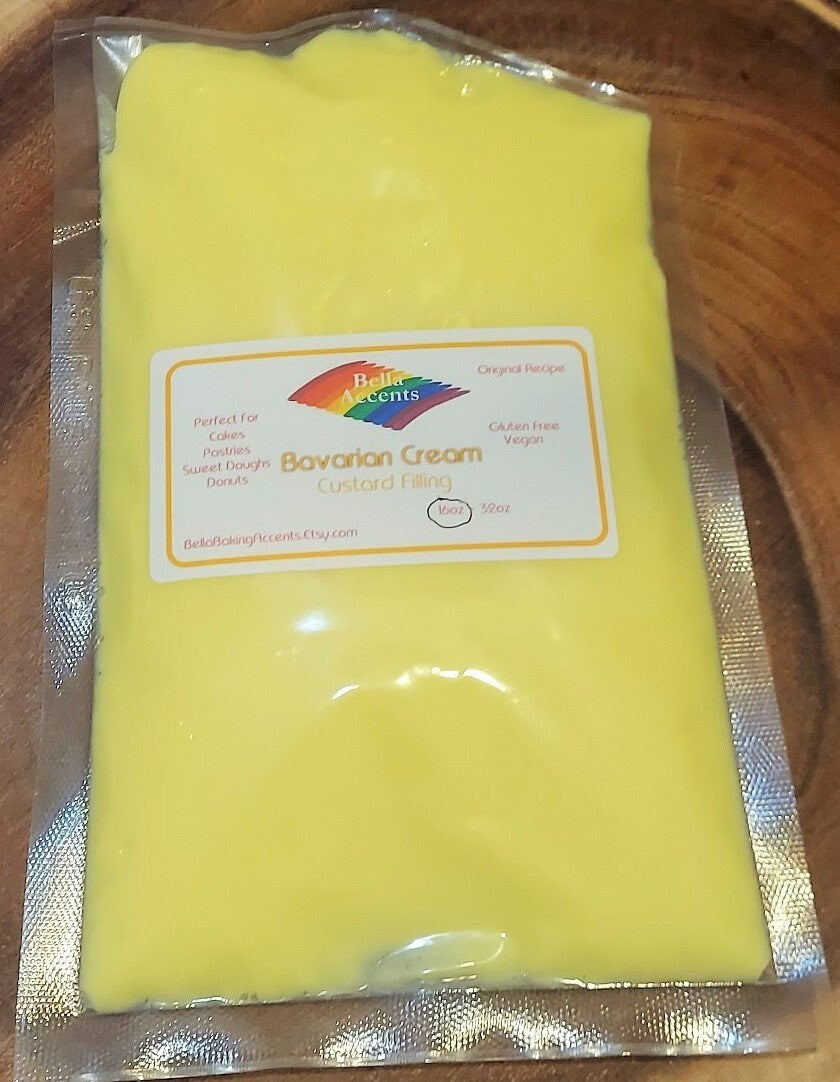 Bella
Accents
Original Recipe
Perfect For
Cakes
Pastries
Sweet Doughs
Donuts
Gluten Free
Vegan
Bavarian Cream
Custard Filling
16oz 32oz
BellaBakingAccents.Etsy.com